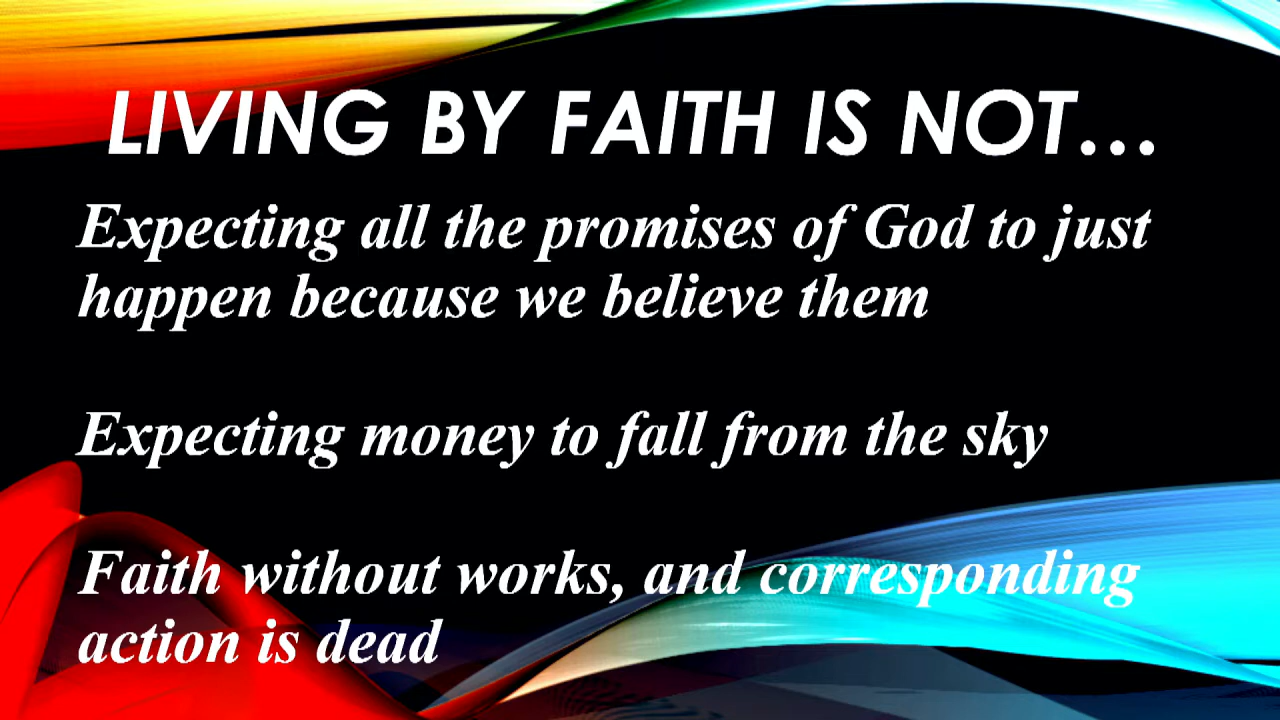 LIVING BY FAITH IS NOT...
Expecting all the promises of God to just
happen because we believe them
Expecting money to fall from the sky
Faith without works, and corresponding
action is dead